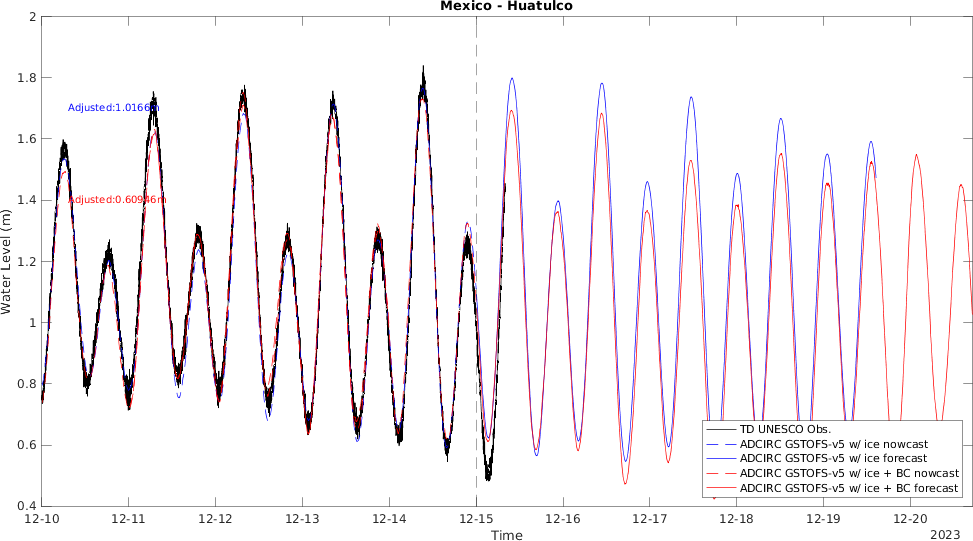 Mexico - Huatulco
2
1.8
1.6
1.4
1.2
1
0.8
0.6
0.4
Water Level (m)
Adjusted:1.0166m
Adjusted:0.60946m
TD UNESCO Obs.
ADCIRC GSTOFS-v5 w/ ice nowcast
ADCIRC GSTOFS-v5 w/ ice forecast
ADCIRC GSTOFS-v5 w/ ice + BC nowcast
ADCIRC GSTOFS-v5 w/ ice + BC forecast
12-10 12-11 12-12 12-13 12-14 12-15 12-16 12-17 12-18 12-19 12-20
Time
2023